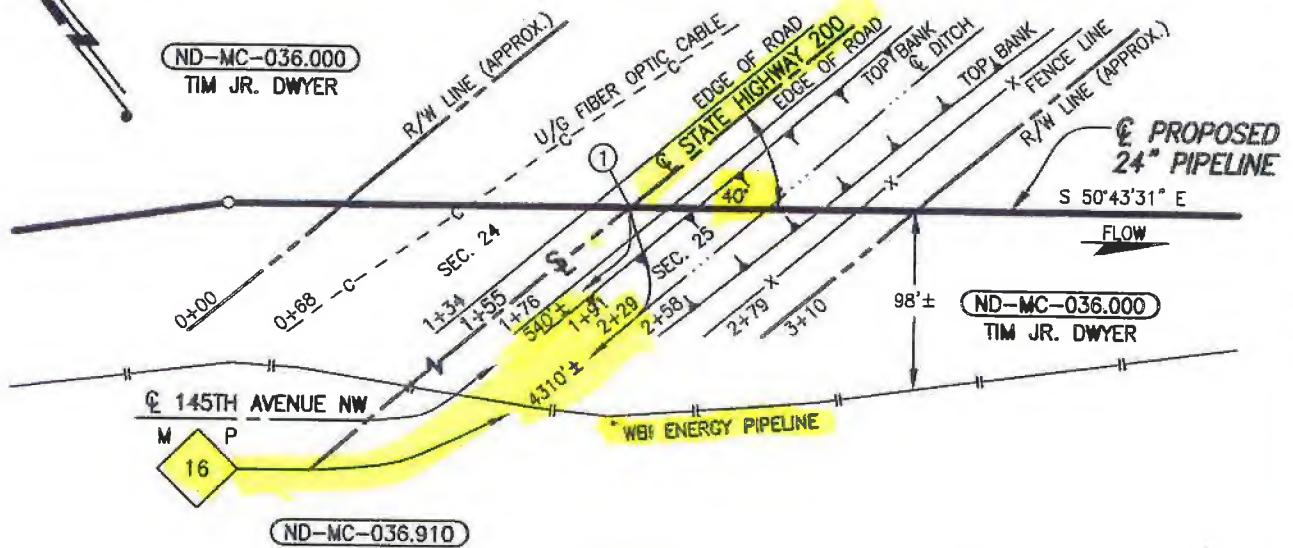 ND-MC-036.000
TIM JR. DWYER
R/W LINE (APPROX.)
U/G FIBER OPTIC CABLE
C
C
C
C
EDGE OF ROAD
℄ STATE HIGHWAY 200
EDGE OF ROAD
TOP BANK
℄ DITCH
TOP BANK
X
FENCE LINE
R/W LINE (APPROX.)
℄ PROPOSED
24" PIPELINE
1
40°
S 50°43'31" E
FLOW
SEC. 24
SEC. 25
X
X
0+00
0+68
1+34
1+55
1+76
540'±
1+91
2+29
2+58
2+79
3+10
98'±
ND-MC-036.000
TIM JR. DWYER
4310'±
℄ 145TH AVENUE NW
WBI ENERGY PIPELINE
M P
16
ND-MC-036.910